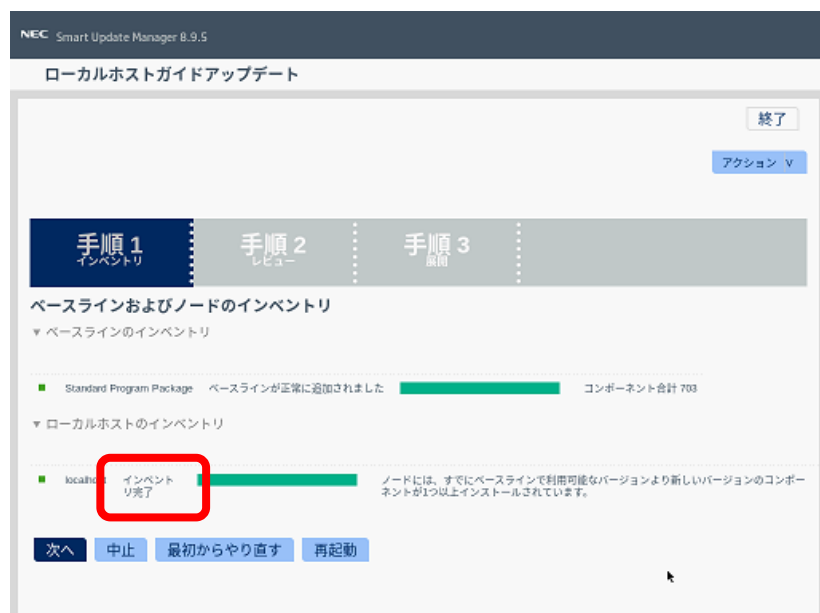 NEC Smart Update Manager 8.9.5
ローカルホストガイドアップデート
終了
アクション ∨
手順 1
インベントリ
手順 2
レビュー
手順 3
展開
ベースラインおよびノードのインベントリ
▼ ベースラインのインベントリ
Standard Program Package ベースラインが正常に追加されました コンポーネント合計 703
▼ ローカルホストのインベントリ
localhost インベント
リ完了
ノードには、すでにベースラインで利用可能なバージョンより新しいバージョンのコンポー
ネントが1つ以上インストールされています。
次へ 中止 最初からやり直す 再起動